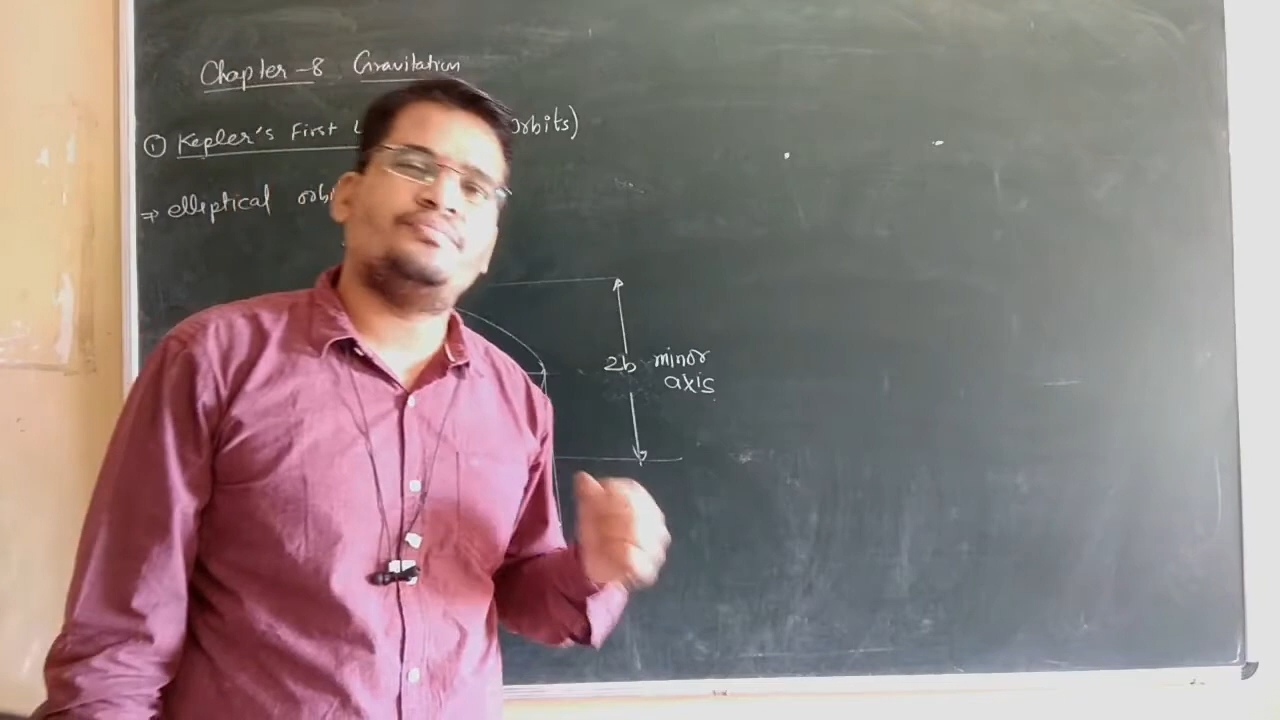 Chapter-8 Gravitation
① Kepler's First orbits)
⇒ elliptical
2b minor
axis